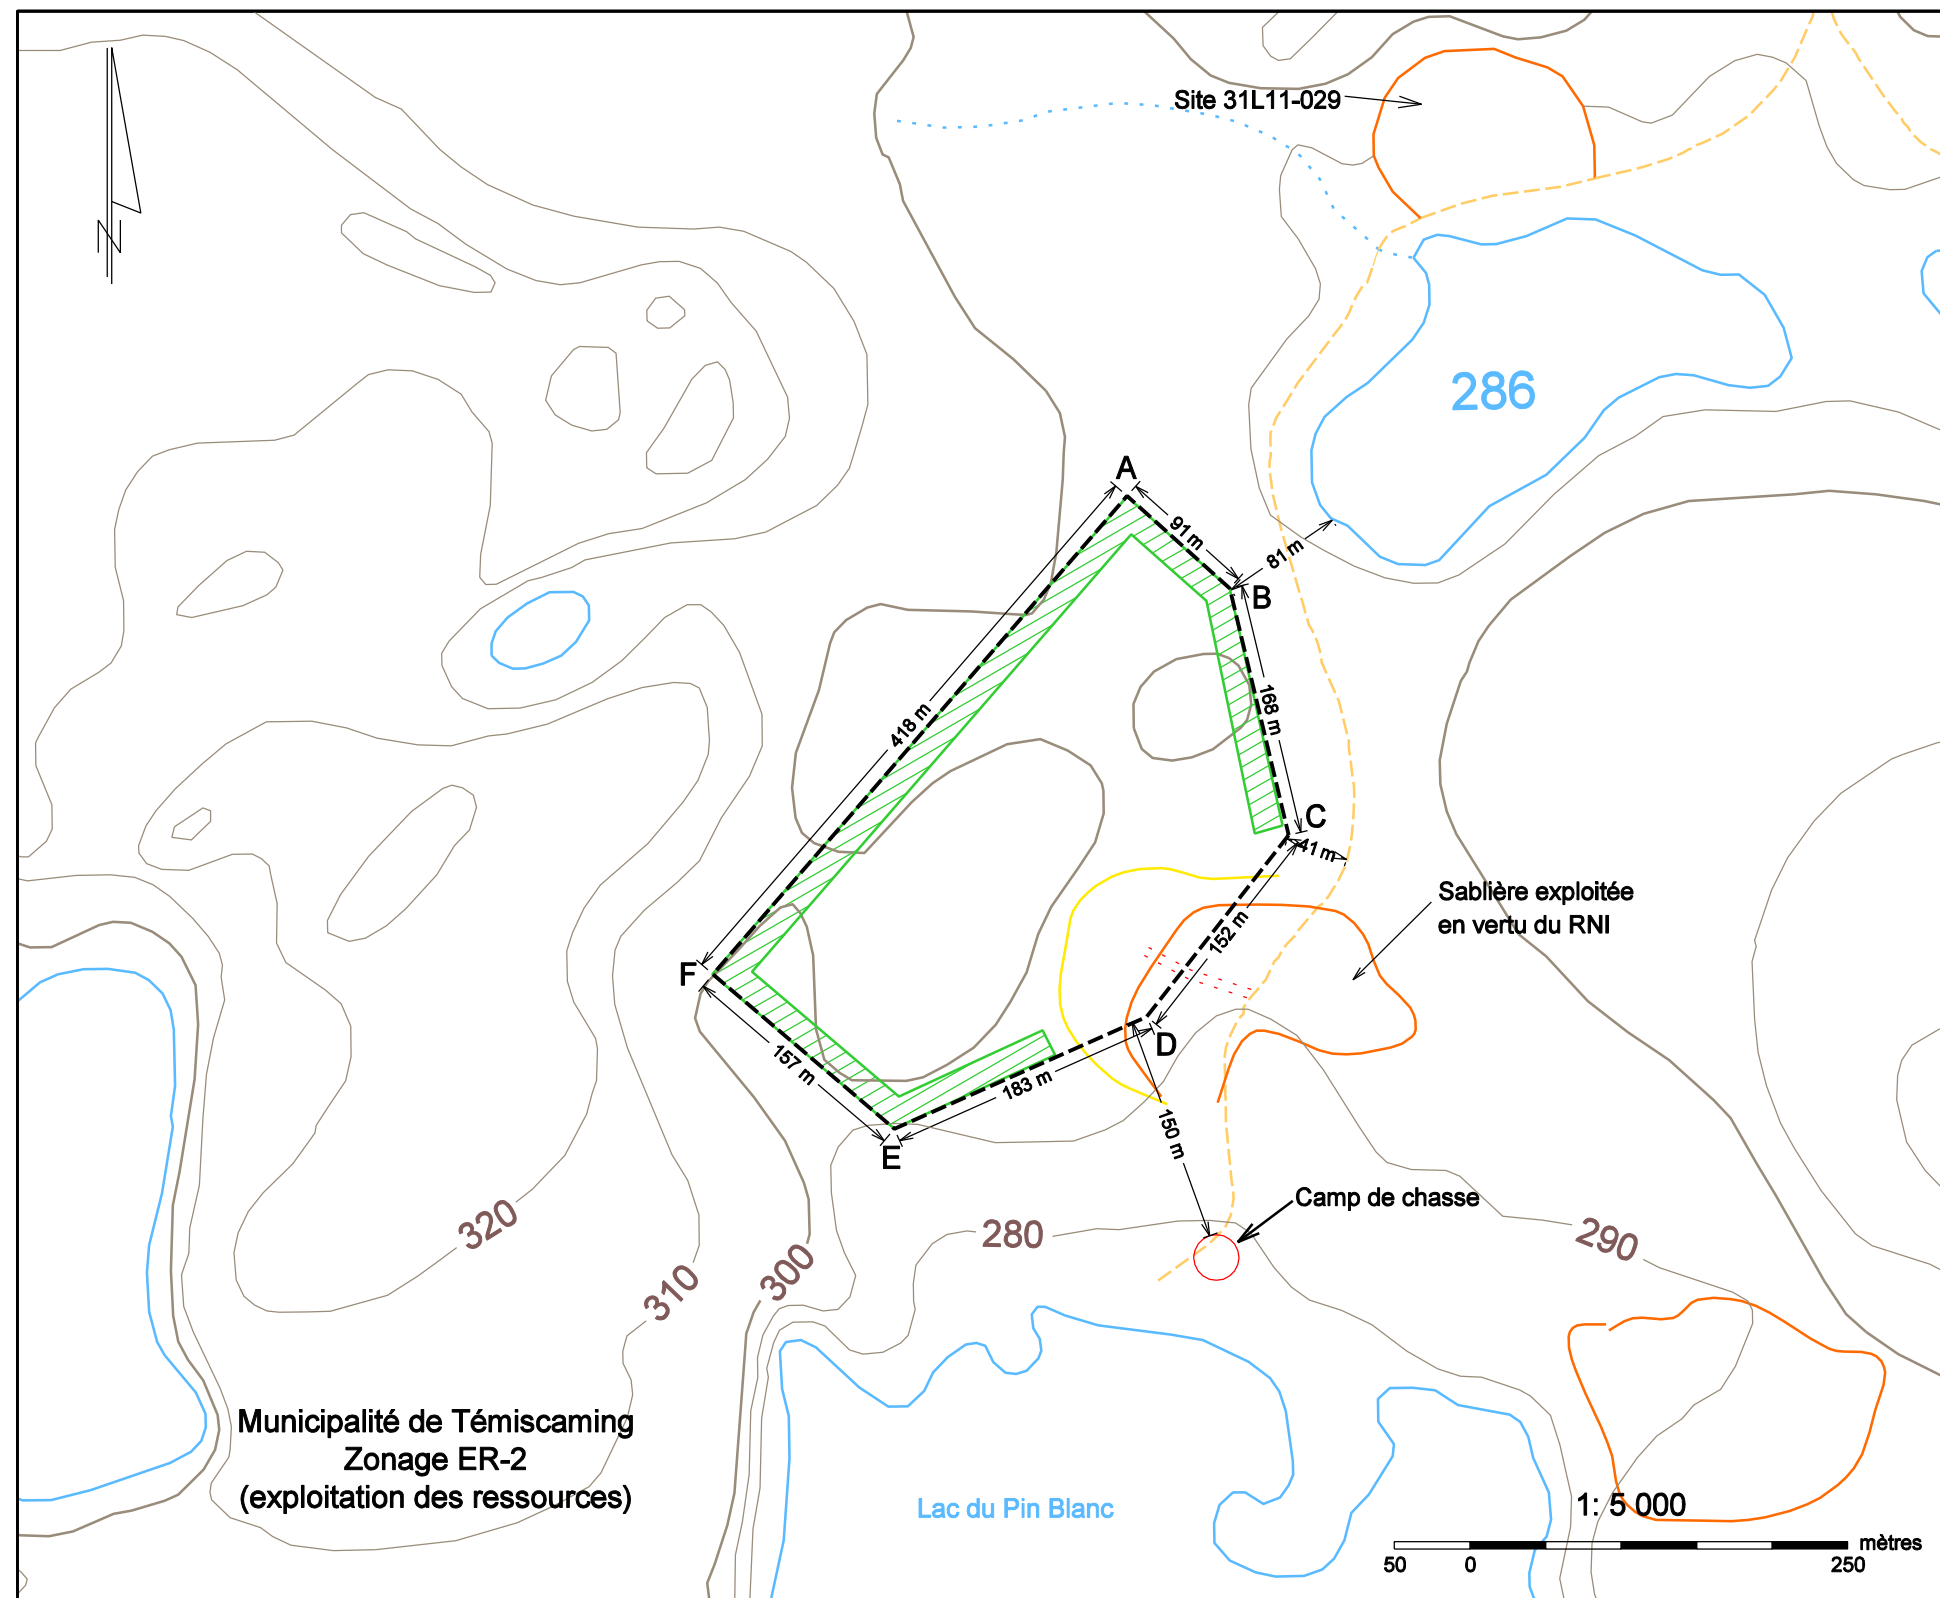 N
Site 31L11-029
286
A
91 m
81 m
B
418 m
168 m
C
41 m
Sablière exploitée
en vertu du RNI
152 m
F
D
157 m
183 m
E
150 m
Camp de chasse
320
280
290
310
300
Municipalité de Témiscaming
Zonage ER-2
(exploitation des ressources)
Lac du Pin Blanc
1: 5 000
mètres
50 0 250